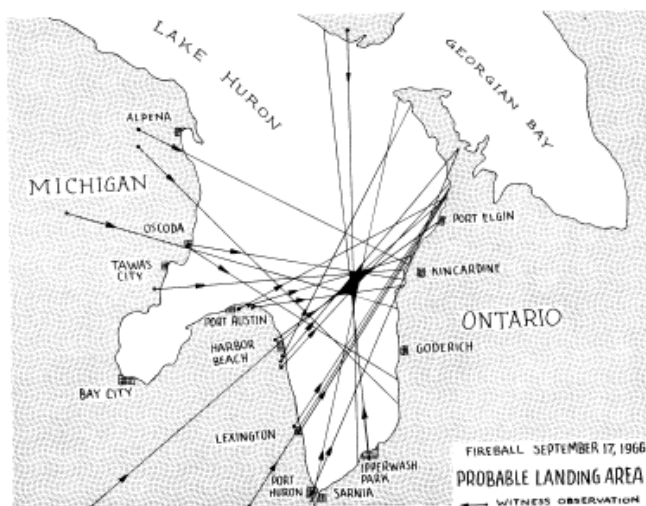 LAKE HURON
GEORGIAN BAY
ALPENA
MICHIGAN
OSCODA
PORT ELGIN
TAWAS
CITY
KINCARDINE
PORT AUSTIN
ONTARIO
HARBOR
BEACH
GODERICH
BAY CITY
LEXINGTON
IPPERWASH
PARK
PORT
HURON
SARNIA
FIREBALL SEPTEMBER 17, 1966
PROBABLE LANDING AREA
WITNESS OBSERVATION